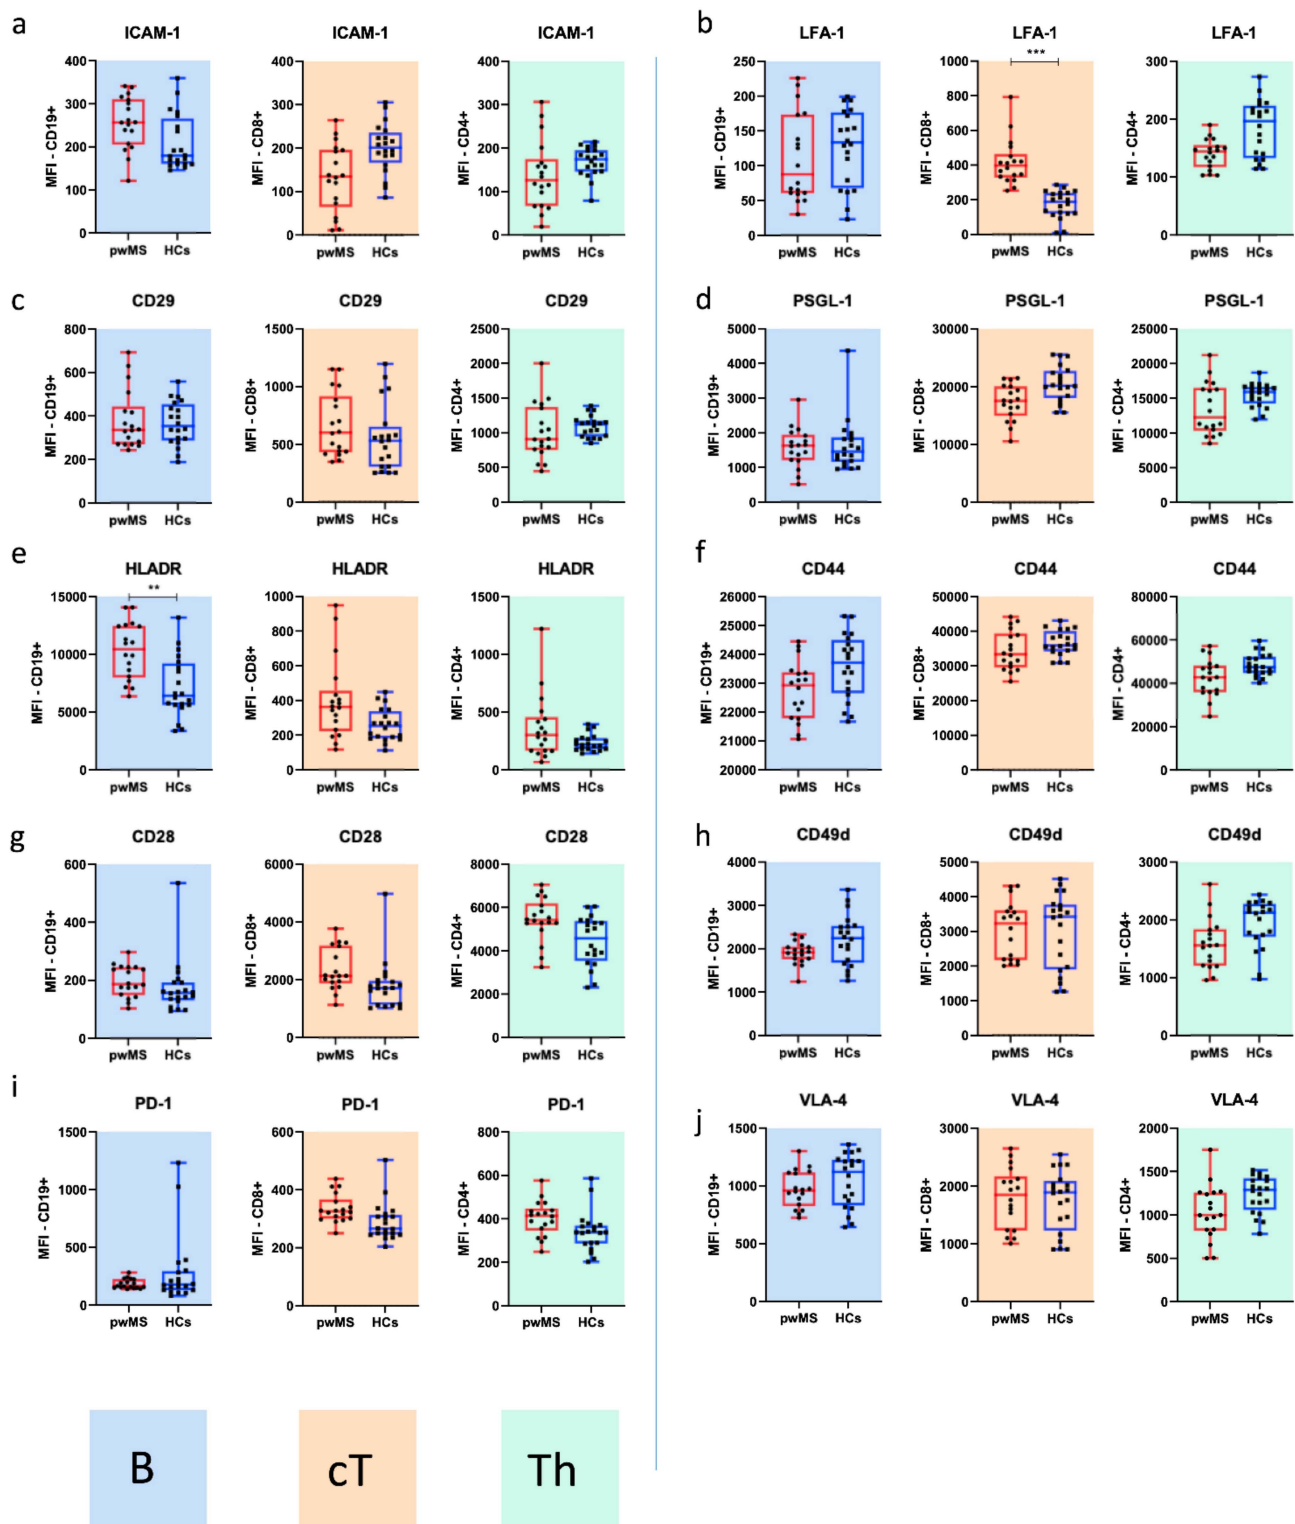 a
ICAM-1
MFI - CD19+
400
300
200
100
0
pwMS HCs
ICAM-1
MFI - CD8+
400
300
200
100
0
pwMS HCs
ICAM-1
MFI - CD4+
400
300
200
100
0
pwMS HCs
b
LFA-1
MFI - CD19+
250
200
150
100
50
0
pwMS HCs
LFA-1
***
MFI - CD8+
1000
800
600
400
200
0
pwMS HCs
LFA-1
MFI - CD4+
300
200
100
0
pwMS HCs
c
CD29
MFI - CD19+
800
600
400
200
0
pwMS HCs
CD29
MFI - CD8+
1500
1000
500
0
pwMS HCs
CD29
MFI - CD4+
2500
2000
1500
1000
500
0
pwMS HCs
d
PSGL-1
MFI - CD19+
5000
4000
3000
2000
1000
0
pwMS HCs
PSGL-1
MFI - CD8+
30000
20000
10000
0
pwMS HCs
PSGL-1
MFI - CD4+
25000
20000
15000
10000
5000
0
pwMS HCs
e
HLADR
**
MFI - CD19+
15000
10000
5000
0
pwMS HCs
HLADR
MFI - CD8+
1000
800
600
400
200
0
pwMS HCs
HLADR
MFI - CD4+
1500
1000
500
0
pwMS HCs
f
CD44
MFI - CD19+
26000
25000
24000
23000
22000
21000
20000
pwMS HCs
CD44
MFI - CD8+
50000
40000
30000
20000
10000
0
pwMS HCs
CD44
MFI - CD4+
80000
60000
40000
20000
0
pwMS HCs
g
CD28
MFI - CD19+
600
400
200
0
pwMS HCs
CD28
MFI - CD8+
6000
4000
2000
0
pwMS HCs
CD28
MFI - CD4+
8000
6000
4000
2000
0
pwMS HCs
h
CD49d
MFI - CD19+
4000
3000
2000
1000
0
pwMS HCs
CD49d
MFI - CD8+
5000
4000
3000
2000
1000
0
pwMS HCs
CD49d
MFI - CD4+
3000
2000
1000
0
pwMS HCs
i
PD-1
MFI - CD19+
1500
1000
500
0
pwMS HCs
PD-1
MFI - CD8+
600
400
200
0
pwMS HCs
PD-1
MFI - CD4+
800
600
400
200
0
pwMS HCs
j
VLA-4
MFI - CD19+
1500
1000
500
0
pwMS HCs
VLA-4
MFI - CD8+
3000
2000
1000
0
pwMS HCs
VLA-4
MFI - CD4+
2000
1500
1000
500
0
pwMS HCs
B
cT
Th